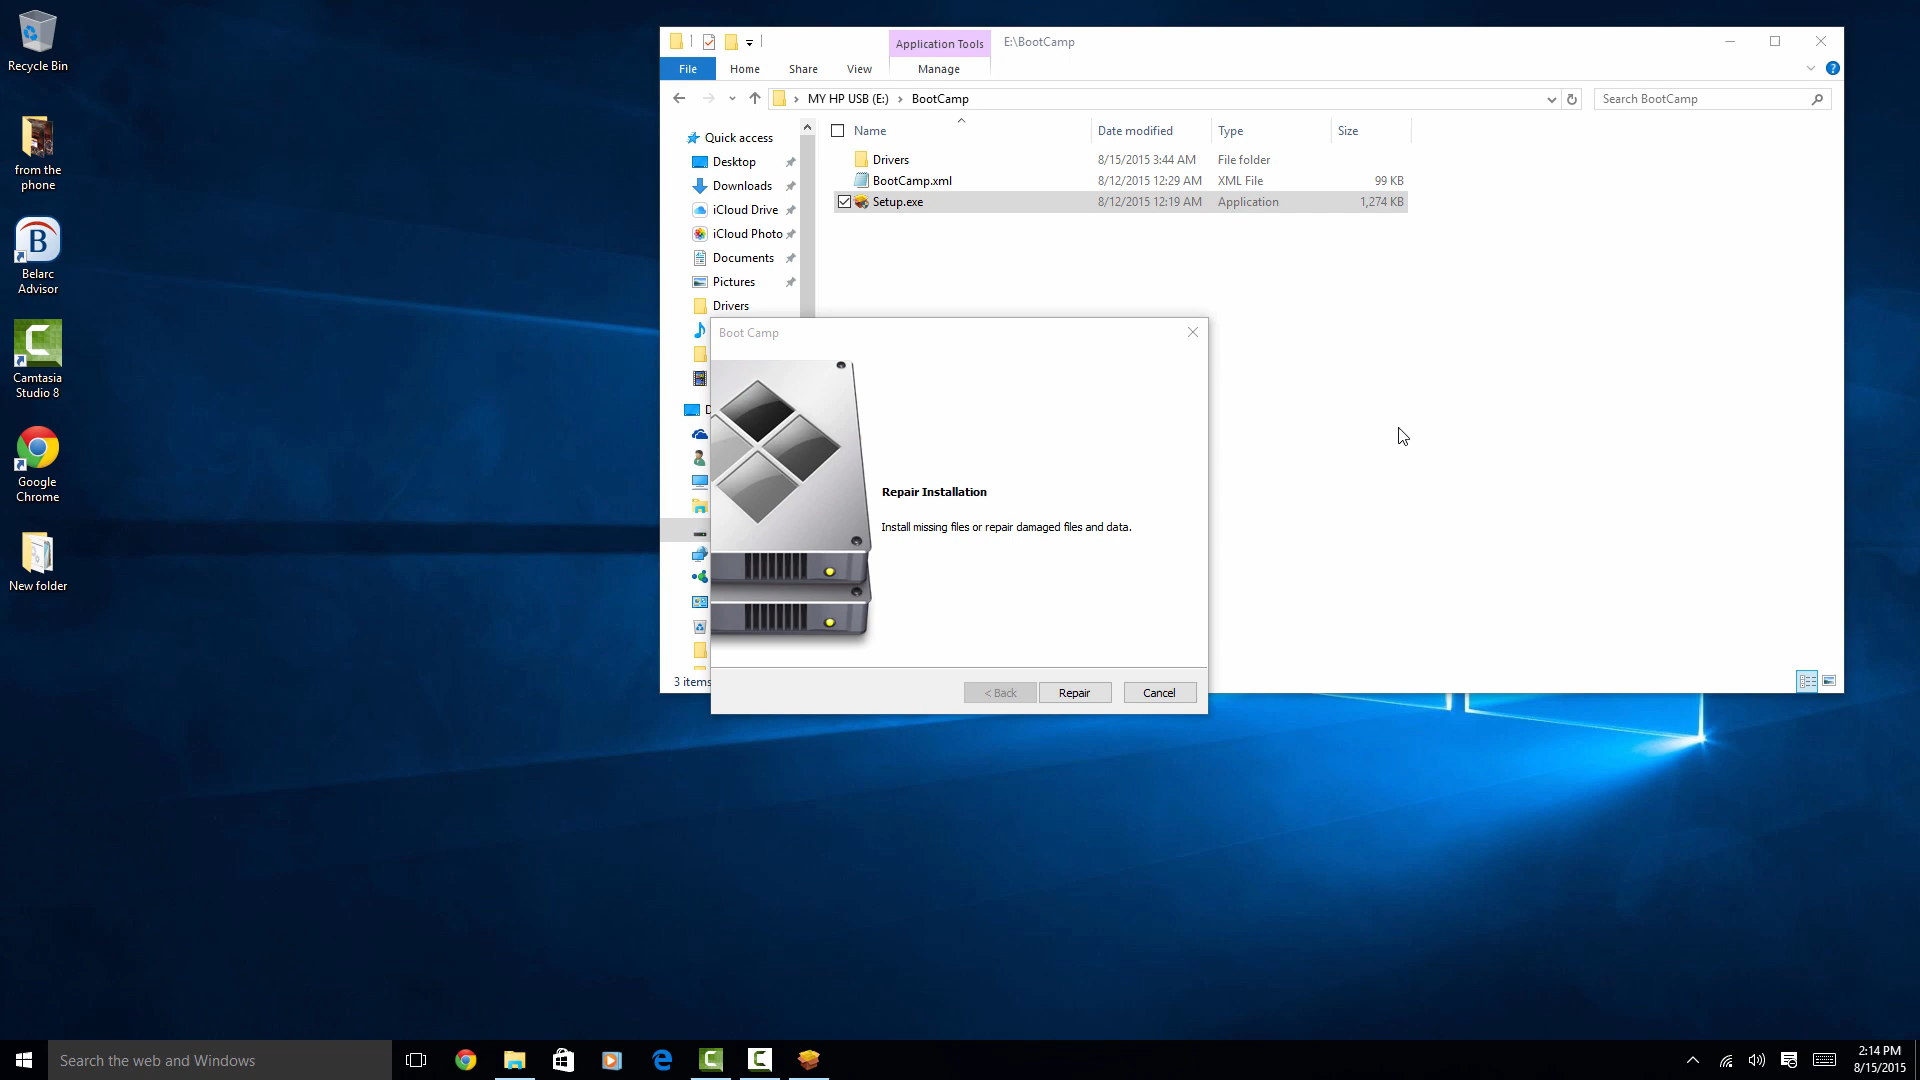 Recycle Bin
from the
phone
B
Belarc
Advisor
Camtasia
Studio 8
Google
Chrome
New folder
Application Tools
E:\BootCamp
File
Home
Share
View
Manage
MY HP USB (E:)
BootCamp
Search BootCamp
Name
Date modified
Type
Size
Drivers
8/15/2015 3:44 AM
File folder
BootCamp.xml
8/12/2015 12:29 AM
XML File
99 KB
Setup.exe
8/12/2015 12:19 AM
Application
1,274 KB
Quick access
Desktop
Downloads
iCloud Drive
iCloud Photo
Documents
Pictures
Drivers
3 items
Boot Camp
Repair Installation
Install missing files or repair damaged files and data.
< Back
Repair
Cancel
Search the web and Windows
2:14 PM
8/15/2015